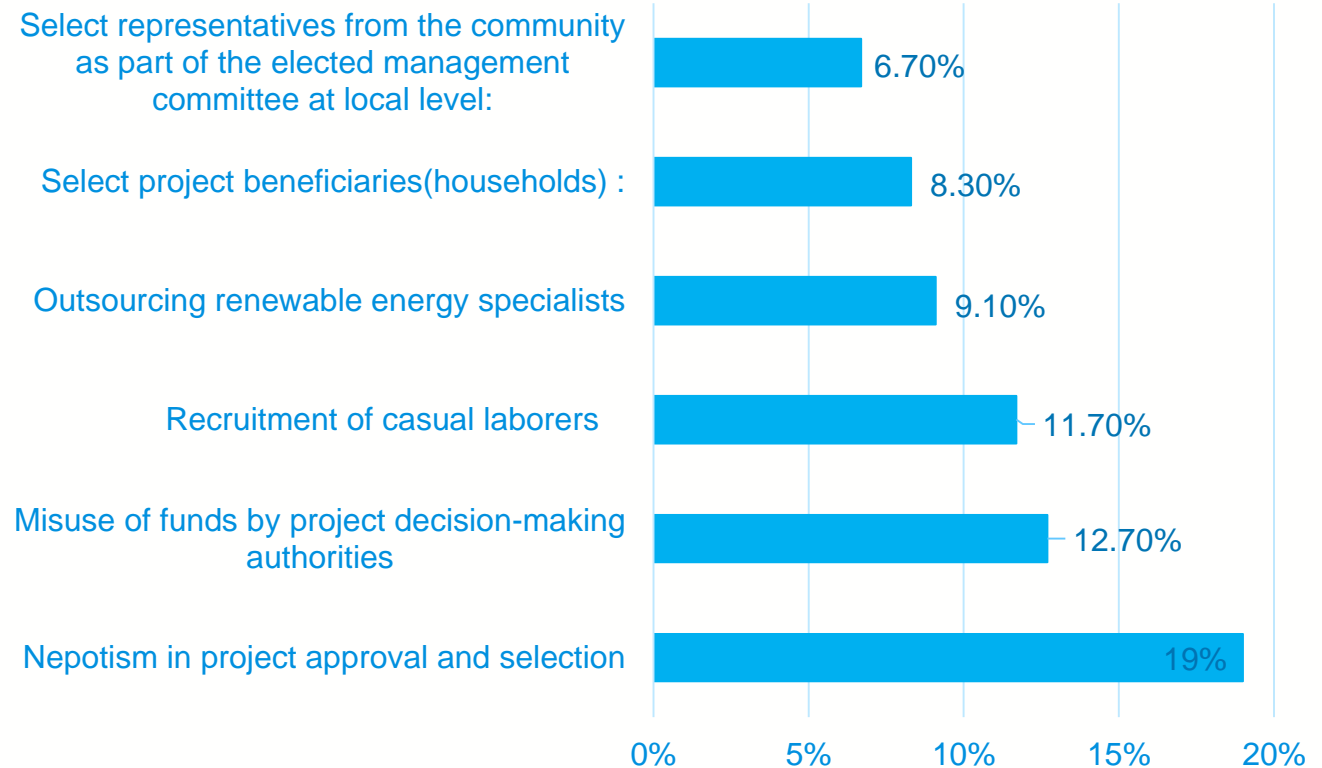 Select representatives from the community
as part of the elected management
committee at local level:
6.70%
Select project beneficiaries(households) :
8.30%
Outsourcing renewable energy specialists
9.10%
Recruitment of casual laborers
11.70%
Misuse of funds by project decision-making
authorities
12.70%
Nepotism in project approval and selection
19%
0% 5% 10% 15% 20%